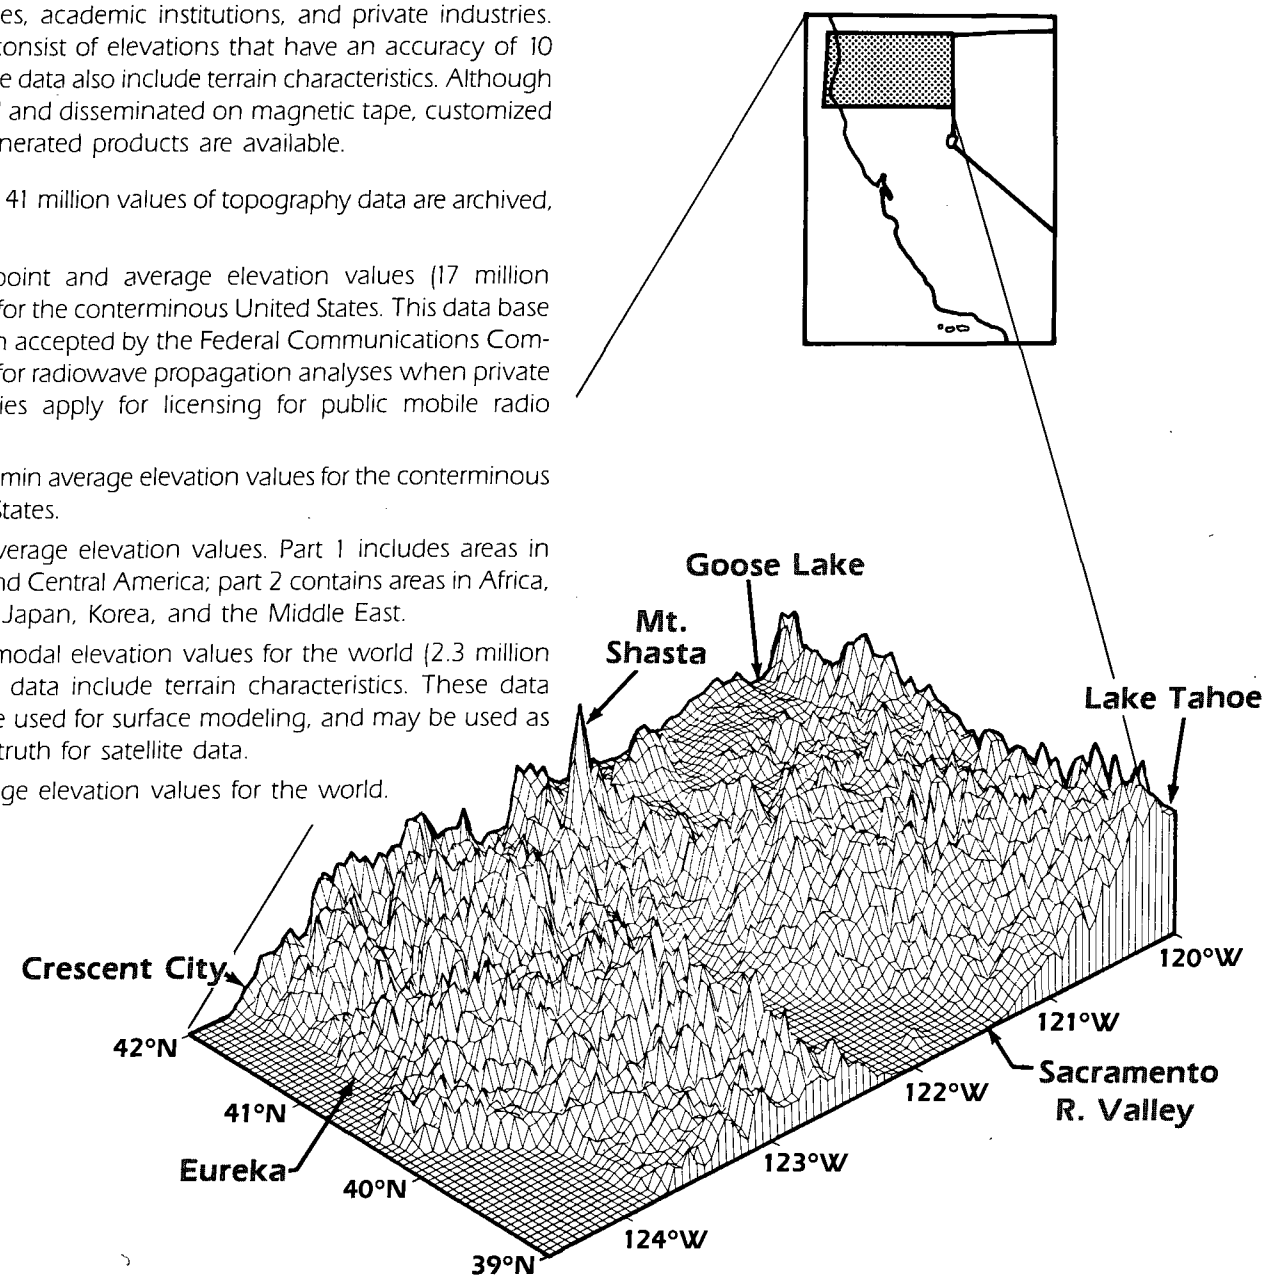 es, academic institutions, and private industries.
onsist of elevations that have an accuracy of 10
e data also include terrain characteristics. Although
and disseminated on magnetic tape, customized
nerated products are available.
41 million values of topography data are archived,
point and average elevation values (17 million
for the conterminous United States. This data base
n accepted by the Federal Communications Com-
for radiowave propagation analyses when private
ies apply for licensing for public mobile radio
min average elevation values for the conterminous
States.
verage elevation values. Part 1 includes areas in
nd Central America; part 2 contains areas in Africa,
Japan, Korea, and the Middle East.
modal elevation values for the world (2.3 million
data include terrain characteristics. These data
e used for surface modeling, and may be used as
truth for satellite data.
ge elevation values for the world.
Goose Lake
Mt.
Shasta
Lake Tahoe
Crescent City
42°N
41°N
Eureka
40°N
39°N
124°W
123°W
122°W
121°W
120°W
Sacramento
R. Valley